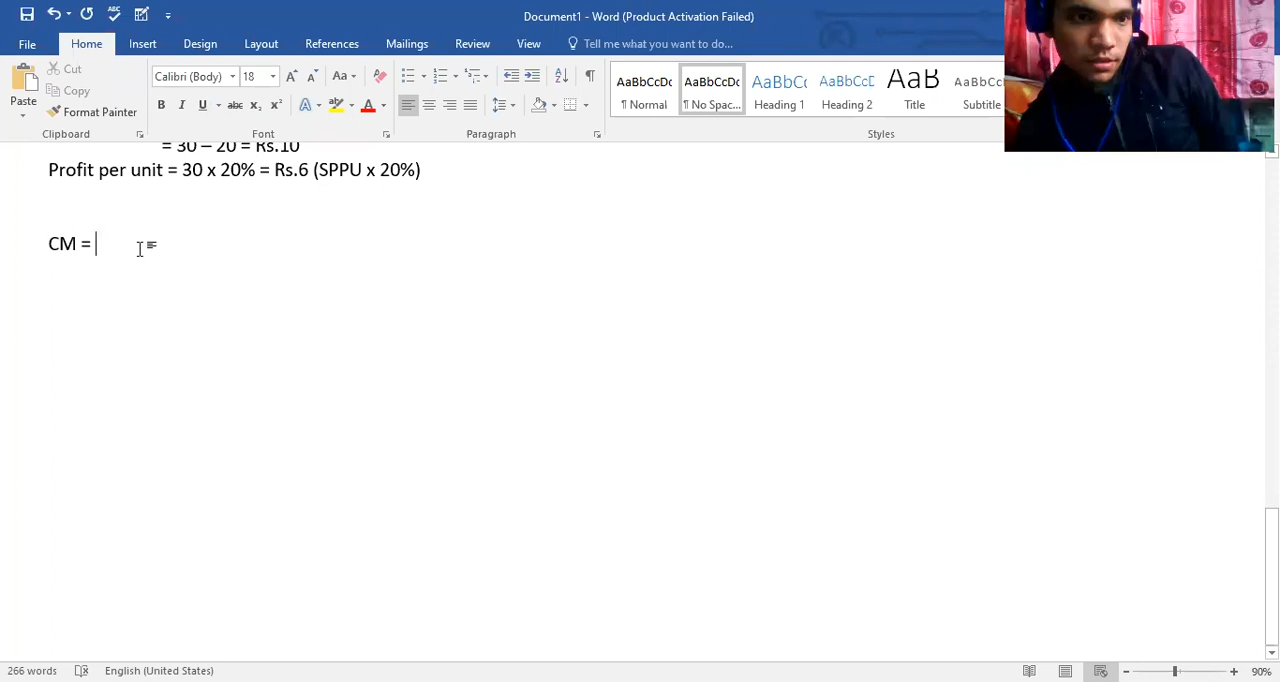 Document1 - Word (Product Activation Failed)
File Home Insert Design Layout References Mailings Review View Tell me what you want to do...
Paste
Cut
Copy
Format Painter
Clipboard
Calibri (Body) 18
Font
Paragraph
AaBbCcDc ¶ Normal
AaBbCcDc ¶ No Spac...
AaBbCc Heading 1
AaBbCcD Heading 2
AaB Title
AaBbCcD Subtitle
Styles
= 30 – 20 = Rs.10
Profit per unit = 30 x 20% = Rs.6 (SPPU x 20%)
CM =
266 words English (United States) 90%